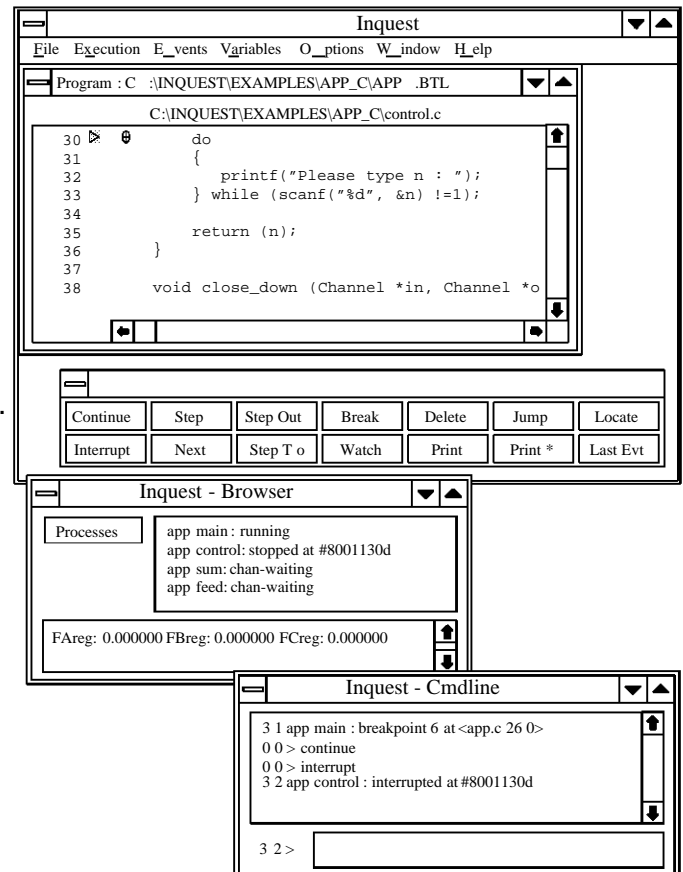 Inquest
File Execution E_vents Variables O_ptions W_indow H_elp
Program : C :\INQUEST\EXAMPLES\APP_C\APP .BTL
C:\INQUEST\EXAMPLES\APP_C\control.c
30 do
31 {
32 printf("Please type n : ");
33 } while (scanf("%d", &n) !=1);
34
35 return (n);
36 }
37
38 void close_down (Channel *in, Channel *o
.
Continue Step Step Out Break Delete Jump Locate
Interrupt Next Step T o Watch Print Print * Last Evt
Inquest - Browser
Processes
app main : running
app control: stopped at #8001130d
app sum: chan-waiting
app feed: chan-waiting
FAreg: 0.000000 FBreg: 0.000000 FCreg: 0.000000
Inquest - Cmdline
3 1 app main : breakpoint 6 at <app.c 26 0>
0 0 > continue
0 0 > interrupt
3 2 app control : interrupted at #8001130d
3 2 >